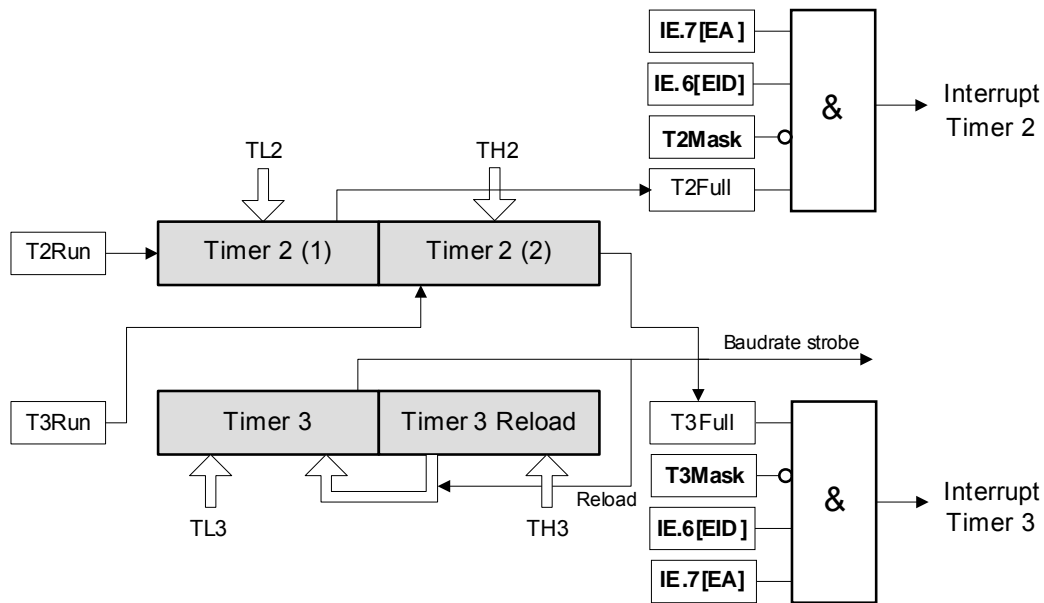 IE.7[EA]
IE.6[EID]
T2Mask
T2Full
&
Interrupt
Timer 2
TL2
TH2
T2Run
Timer 2 (1)
Timer 2 (2)
Baudrate strobe
T3Run
Timer 3
Timer 3 Reload
T3Full
T3Mask
IE.6[EID]
IE.7[EA]
&
Interrupt
Timer 3
Reload
TL3
TH3